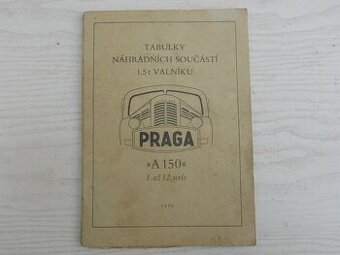 TABULKY
NÁHRADNÍCH SOUČÁSTÍ
1.5 t VALNÍKU
PRAGA
»A 150«
1. až 12. serie